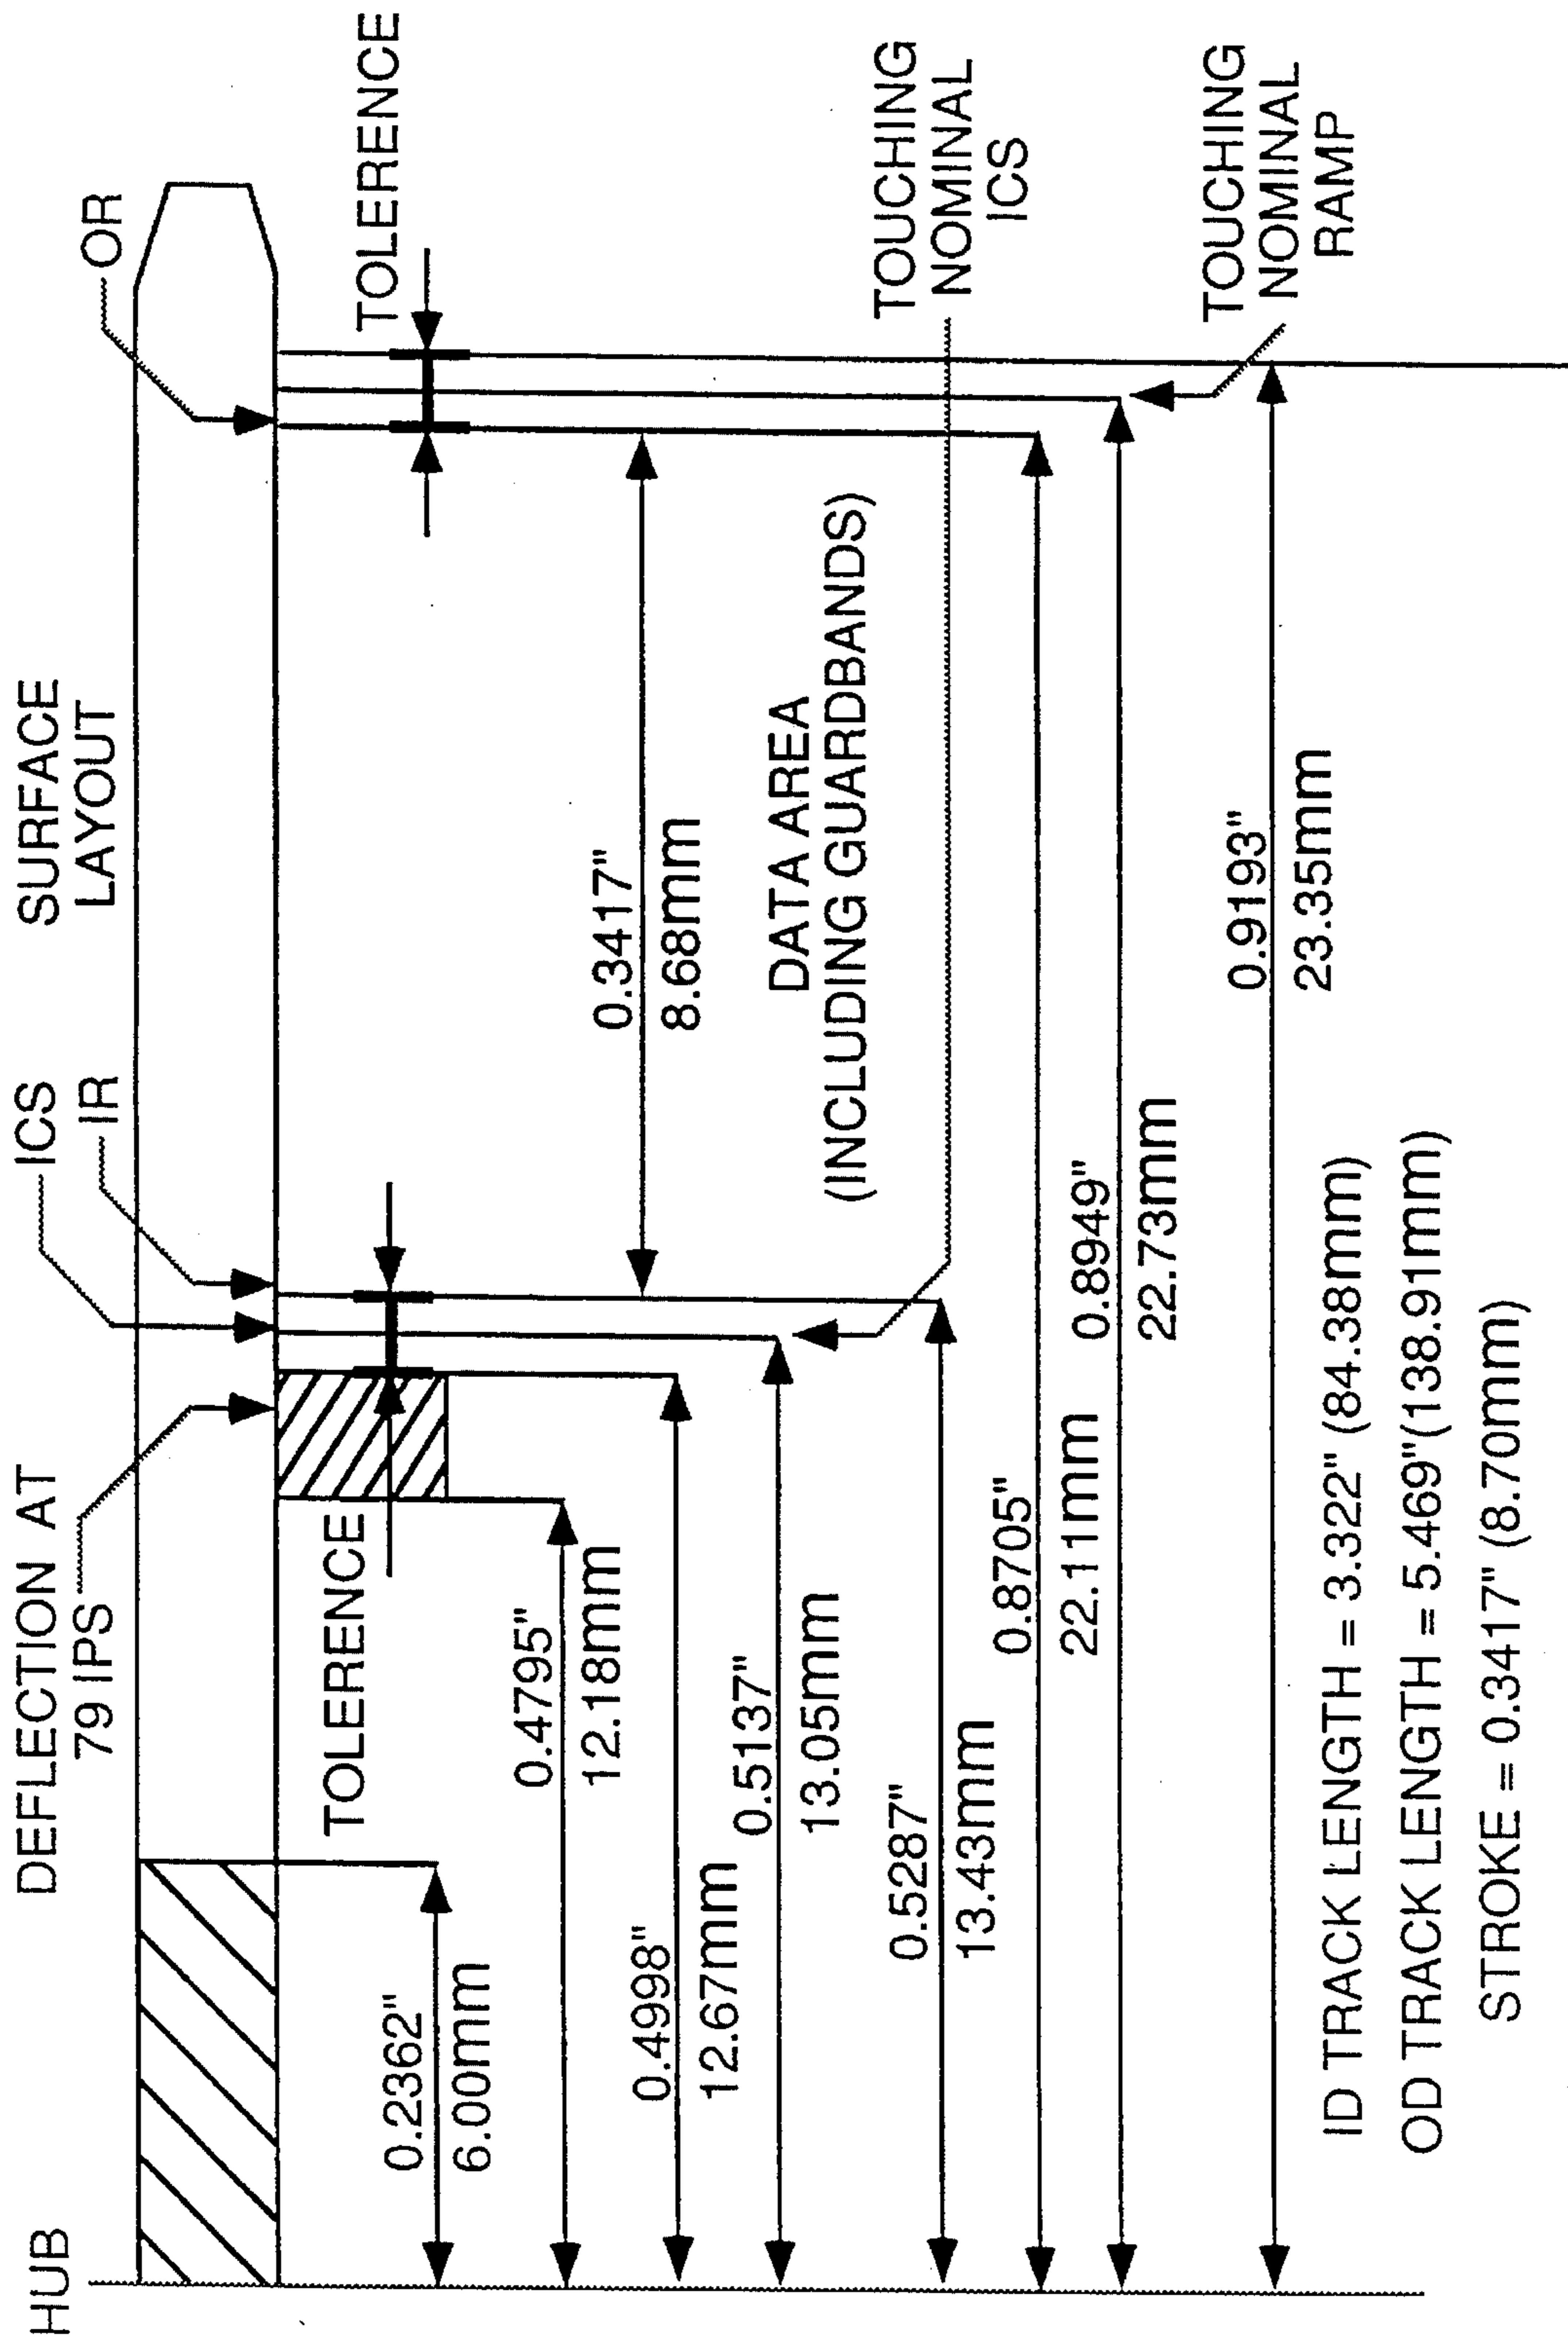 HUB
DEFLECTION AT
79 IPS
ICS
IR
SURFACE
LAYOUT
OR
TOLERENCE
TOLERENCE
0.2362"
6.00mm
0.4795"
12.18mm
0.4998"
12.67mm
0.5137"
13.05mm
0.5287"
13.43mm
0.3417"
8.68mm
DATA AREA
(INCLUDING GUARDBANDS)
TOUCHING
NOMINAL
ICS
0.8705"
22.11mm
0.8949"
22.73mm
TOUCHING
NOMINAL
RAMP
0.9193"
23.35mm
ID TRACK LENGTH = 3.322" (84.38mm)
OD TRACK LENGTH = 5.469"(138.91mm)
STROKE = 0.3417" (8.70mm)